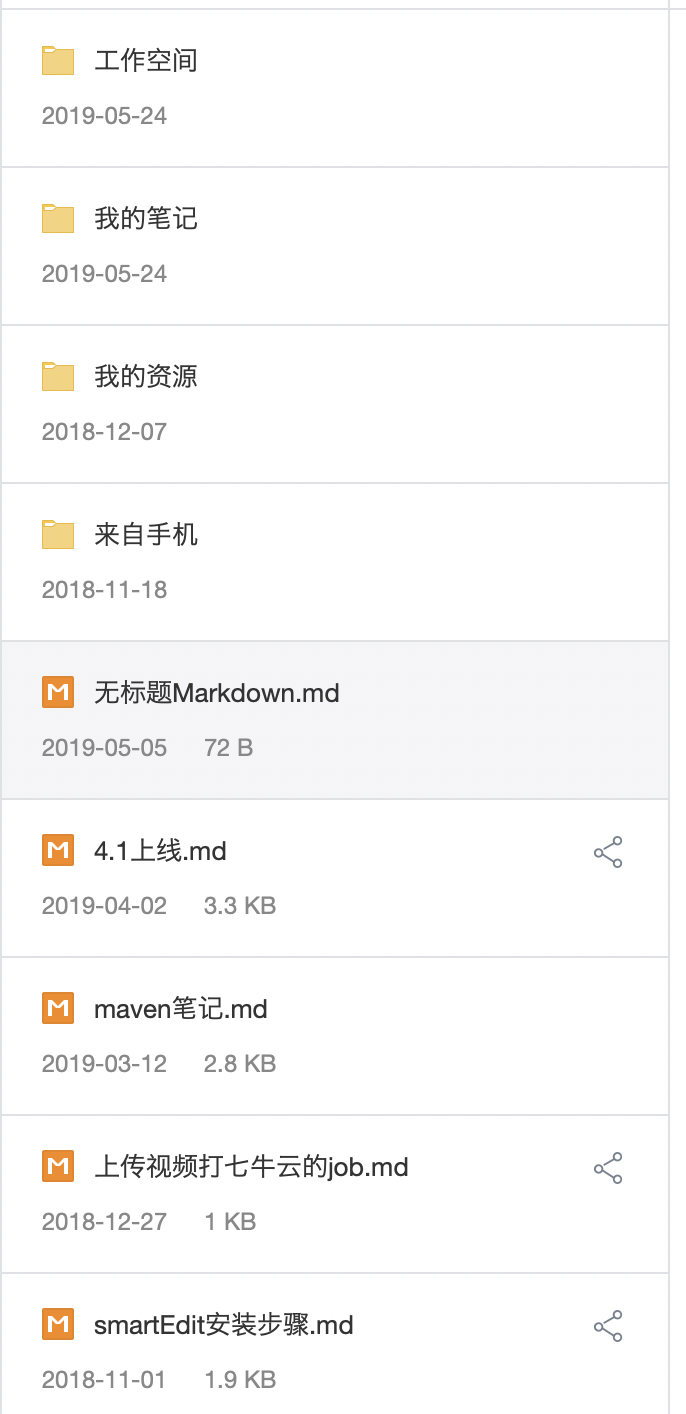 工作空间
2019-05-24
我的笔记
2019-05-24
我的资源
2018-12-07
来自手机
2018-11-18
无标题Markdown.md
2019-05-05 72 B
4.1上线.md
2019-04-02 3.3 KB
maven笔记.md
2019-03-12 2.8 KB
上传视频打七牛云的job.md
2018-12-27 1 KB
smartEdit安装步骤.md
2018-11-01 1.9 KB